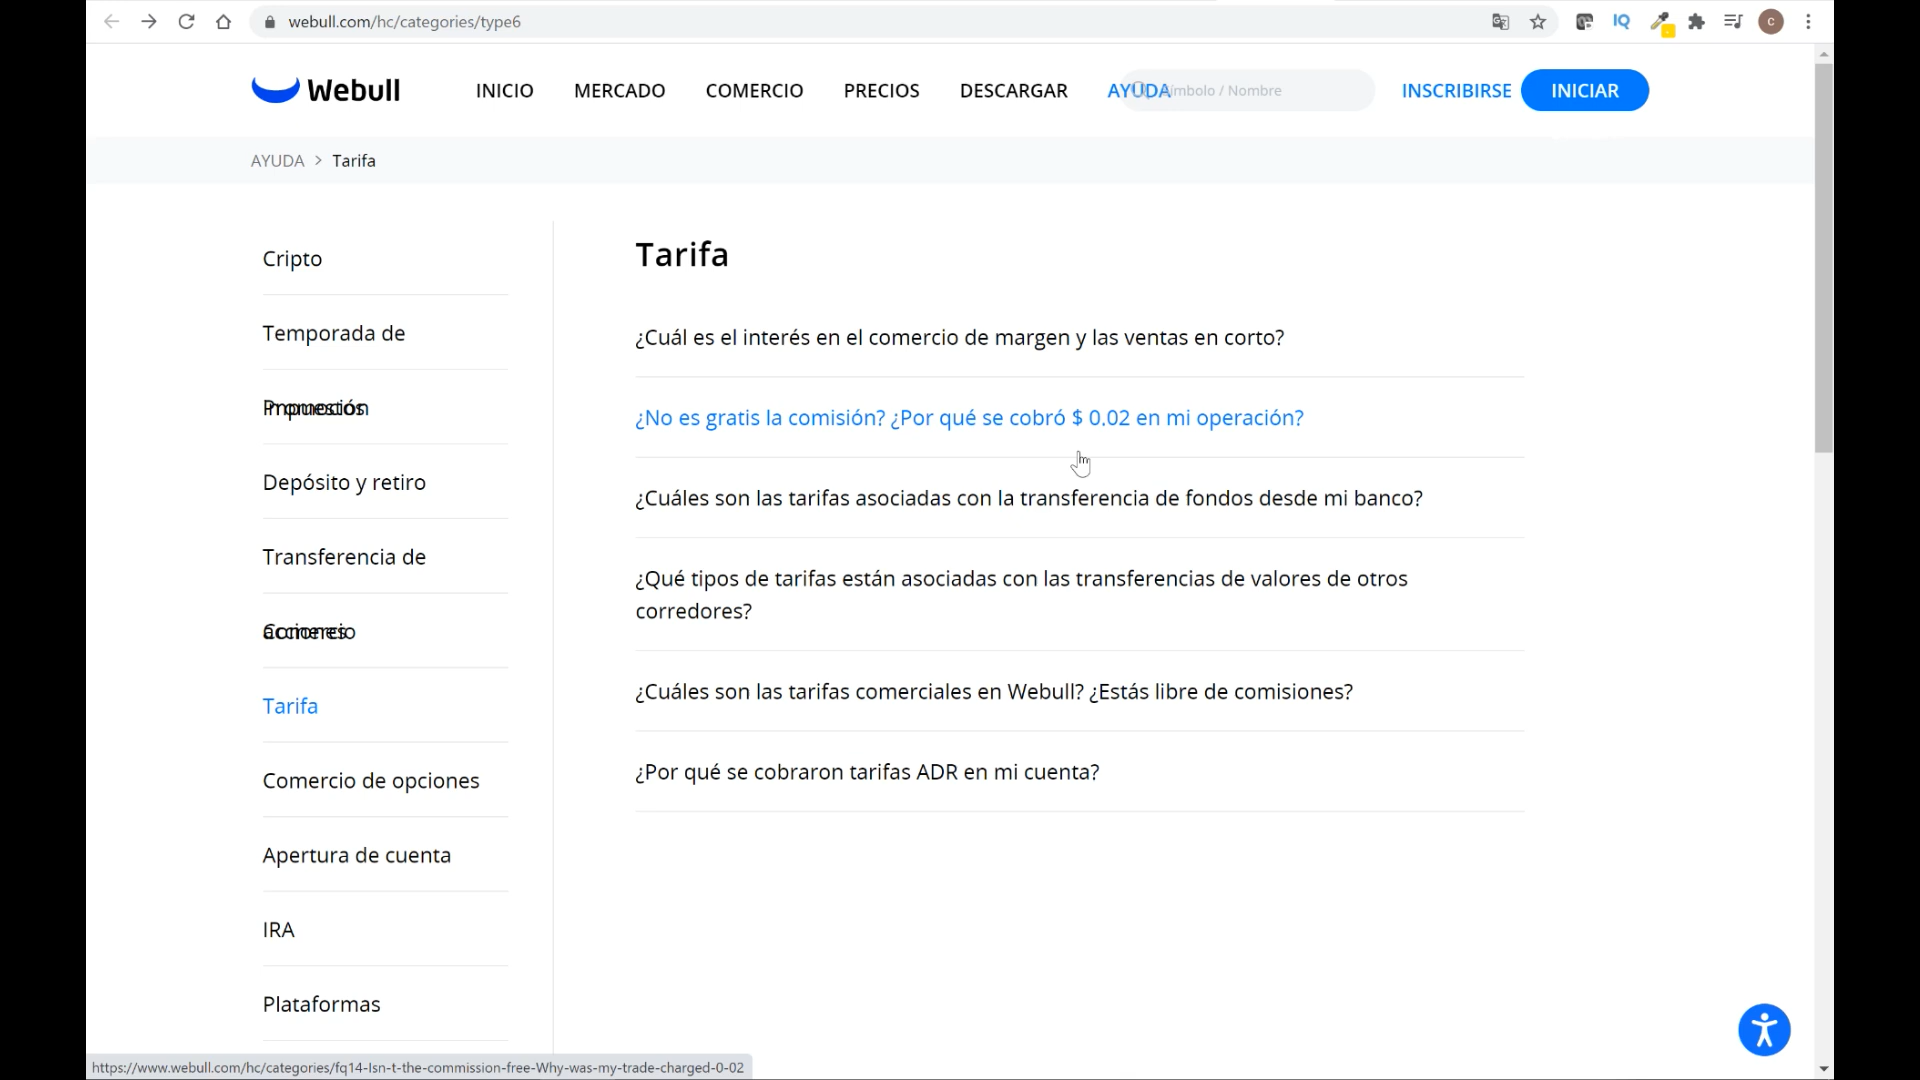 webull.com/hc/categories/type6
IQ
C
Webull
INICIO
MERCADO
COMERCIO
PRECIOS
DESCARGAR
AYUDA
/ Nombre
INSCRIBIRSE
INICIAR
AYUDA > Tarifa
Cripto
Temporada de
Depósito y retiro
Transferencia de
Tarifa
Comercio de opciones
Apertura de cuenta
IRA
Plataformas
Tarifa
¿Cuál es el interés en el comercio de margen y las ventas en corto?
¿No es gratis la comisión? ¿Por qué se cobró $ 0.02 en mi operación?
¿Cuáles son las tarifas asociadas con la transferencia de fondos desde mi banco?
¿Qué tipos de tarifas están asociadas con las transferencias de valores de otros
corredores?
¿Cuáles son las tarifas comerciales en Webull? ¿Estás libre de comisiones?
¿Por qué se cobraron tarifas ADR en mi cuenta?
https://www.webull.com/hc/categories/fq14-Isn-t-the-commission-free-Why-was-my-trade-charged-0-02